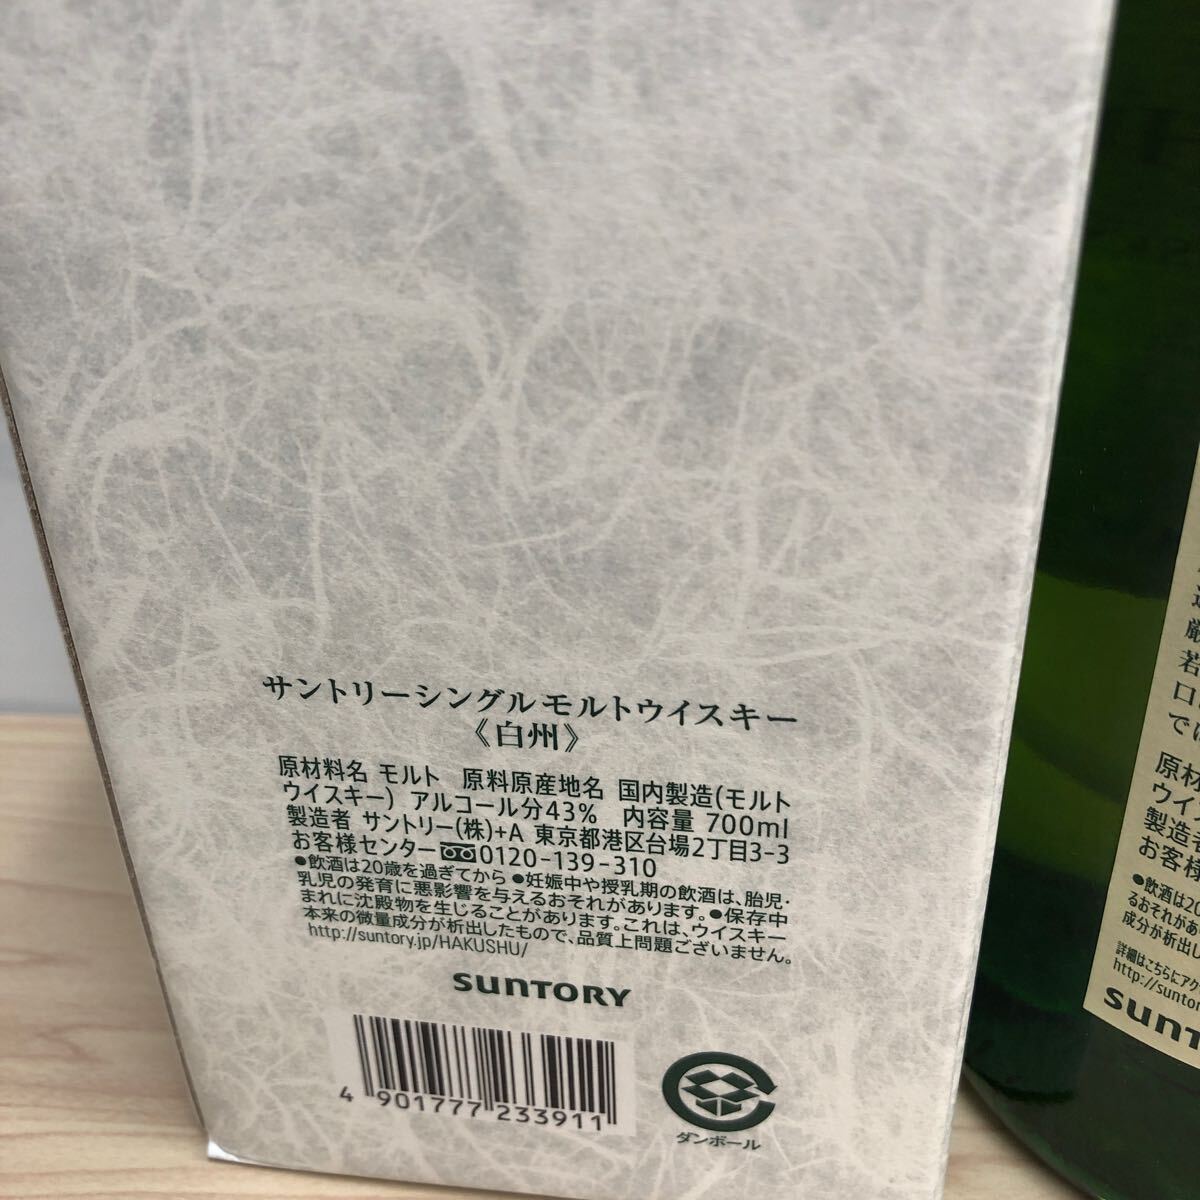 サントリーシングルモルトウイスキー
《白州》
原材料名 モルト 原料原産地名 国内製造(モルト
ウイスキー) アルコール分43% 内容量 700ml
製造者 サントリー(株)+A 東京都港区台場2丁目3-3
お客様センター 0120-139-310
●飲酒は20歳を過ぎてから ●妊娠中や授乳期の飲酒は、胎児・
乳児の発育に悪影響を与えるおそれがあります。●保存中
まれに沈殿物を生じることがあります。これは、ウイスキー
本来の微量成分が析出したもので、品質上問題ございません。
http://suntory.jp/HAKUSHU/
SUNTORY
4 901777 233911
ダンボール
厳
若
口
では
原材
ウイ
製造
お客様
●飲酒は20
るおそれがあ
成分が析出し
詳細はこちらにアク
http://suntor
SUNT